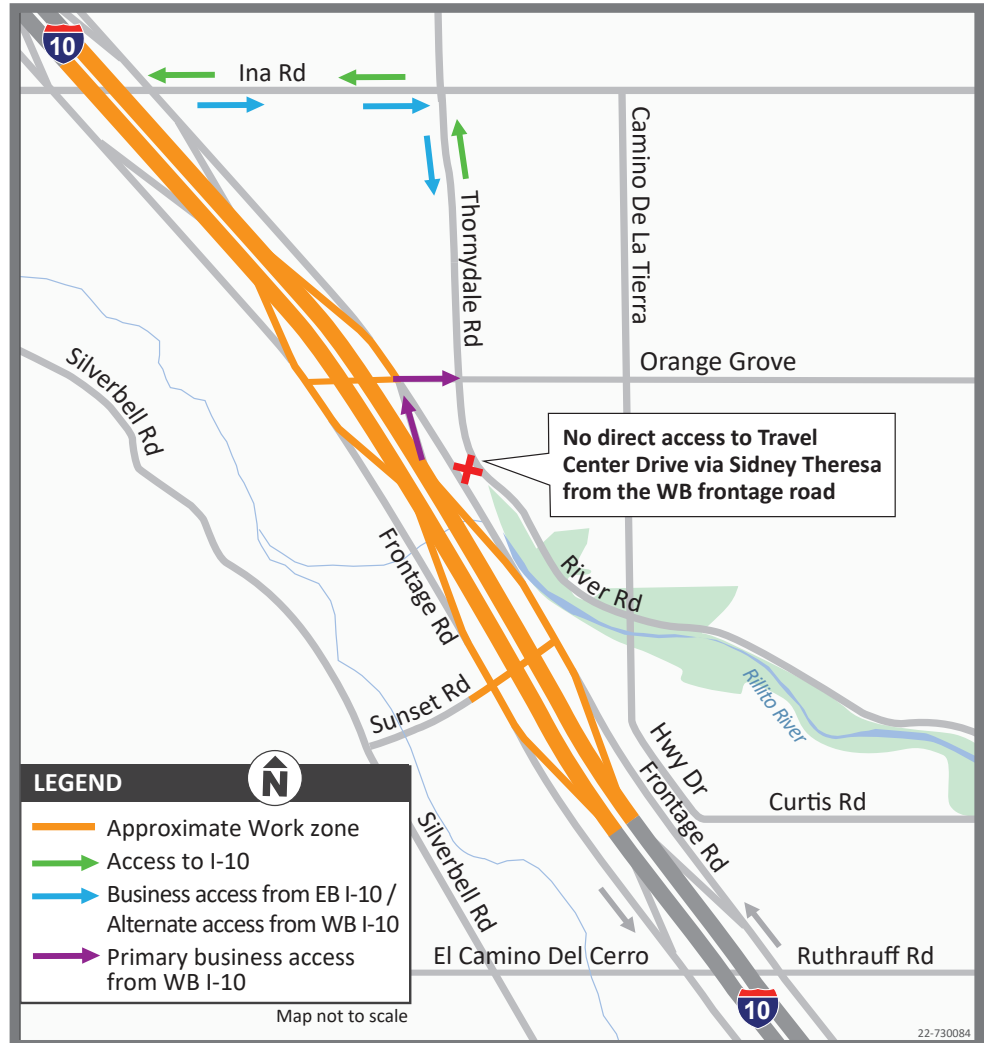 10
Ina Rd
Thornydale Rd
Camino De La Tierra
Orange Grove
Silverbell Rd
No direct access to Travel
Center Drive via Sidney Theresa
from the WB frontage road
Frontage Rd
River Rd
Rillito River
Sunset Rd
Hwy Dr
Frontage Rd
Curtis Rd
LEGEND
N
Approximate Work zone
Access to I-10
Business access from EB I-10 /
Alternate access from WB I-10
Primary business access
from WB I-10
Silverbell Rd
El Camino Del Cerro
Ruthrauff Rd
10
Map not to scale
22-730084